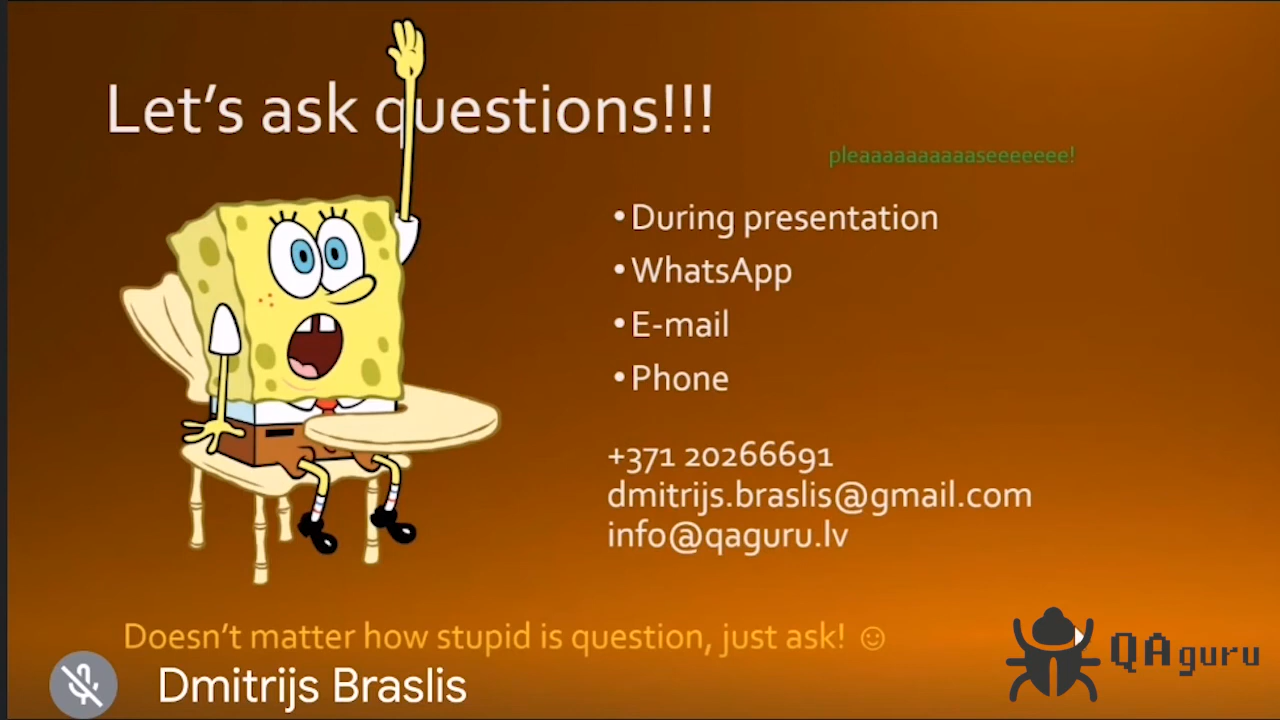 Let's ask questions!!!
pleaaaaaaaaaaaseeeeeee!
•During presentation
•WhatsApp
•E-mail
•Phone
+371 20266691
dmitrijs.braslis@gmail.com
info@qaguru.lv
Doesn't matter how stupid is question, just ask! ☺
Dmitrijs Braslis
QAguru